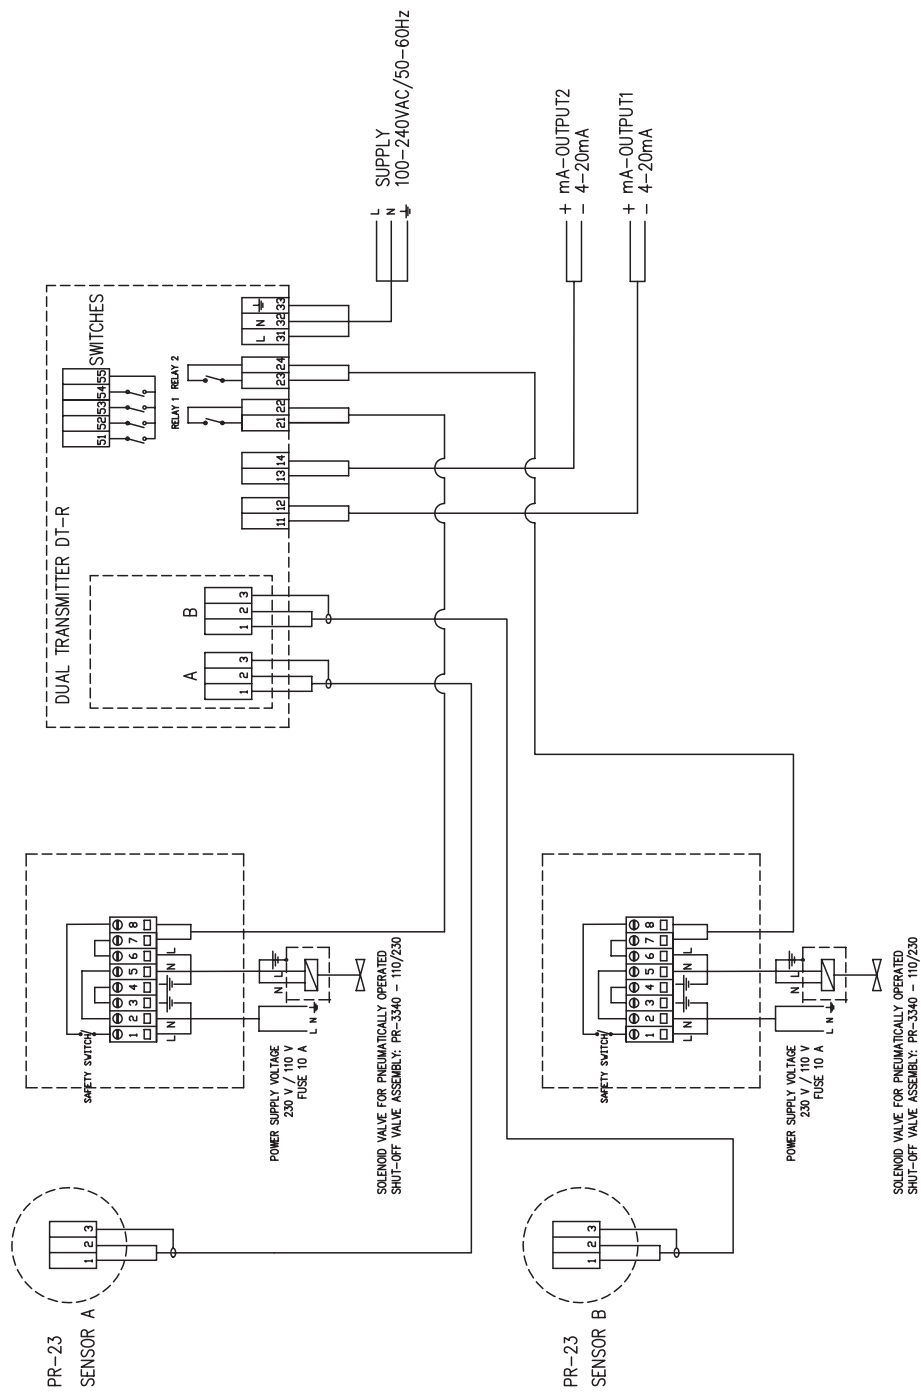 PR-23
SENSOR A
1 2 3
SAFETY SWITCH
1 2 3 4 5 6 7 8
L N N L
POWER SUPPLY VOLTAGE
230 V / 110 V
FUSE 10 A
L N
N L
SOLENOID VALVE FOR PNEUMATICALLY OPERATED
SHUT-OFF VALVE ASSEMBLY: PR-3340 - 110/230
DUAL TRANSMITTER DT-R
A
1 2 3
B
1 2 3
SWITCHES
51 52 53 54 55
RELAY 1 RELAY 2
L N
11 12 13 14 21 22 23 24 31 32 33
L
N
SUPPLY
100-240VAC/50-60Hz
+ mA-OUTPUT2
- 4-20mA
+ mA-OUTPUT1
- 4-20mA
PR-23
SENSOR B
1 2 3
SAFETY SWITCH
1 2 3 4 5 6 7 8
L N N L
POWER SUPPLY VOLTAGE
230 V / 110 V
FUSE 10 A
L N
N L
SOLENOID VALVE FOR PNEUMATICALLY OPERATED
SHUT-OFF VALVE ASSEMBLY: PR-3340 - 110/230